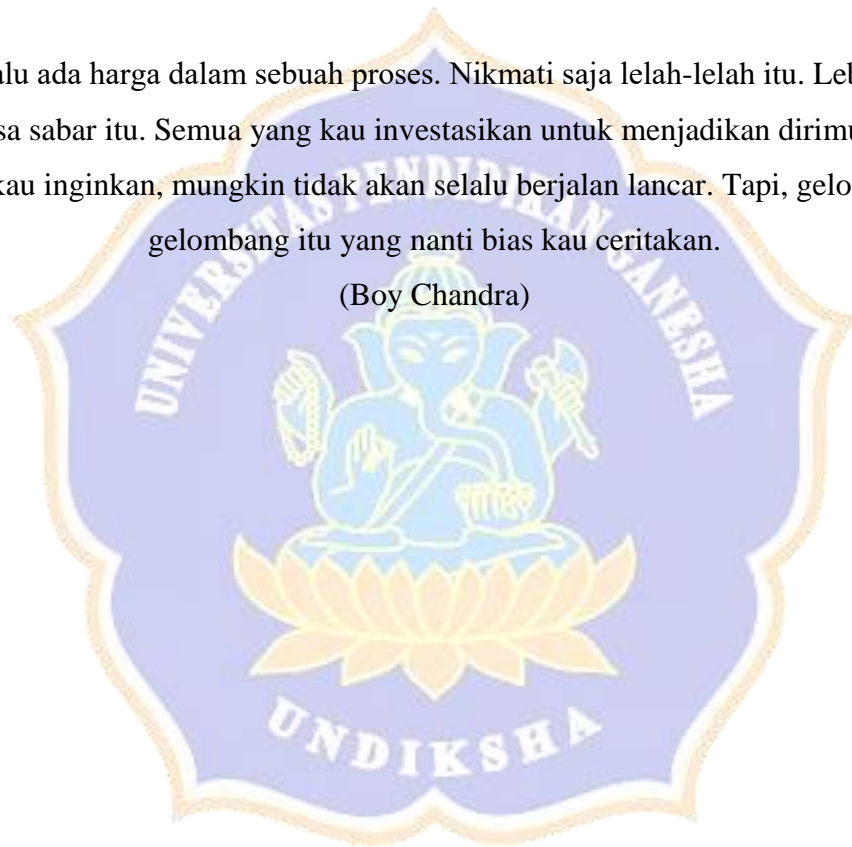 alu ada harga dalam sebuah proses. Nikmati saja lelah-lelah itu. Leb
sa sabar itu. Semua yang kau investasikan untuk menjadikan dirimu
kau inginkan, mungkin tidak akan selalu berjalan lancar. Tapi, gelo
gelombang itu yang nanti bias kau ceritakan.
(Boy Chandra)
UNIVERSITAS PENDIDIKAN GANESHA
UNDIKSHA